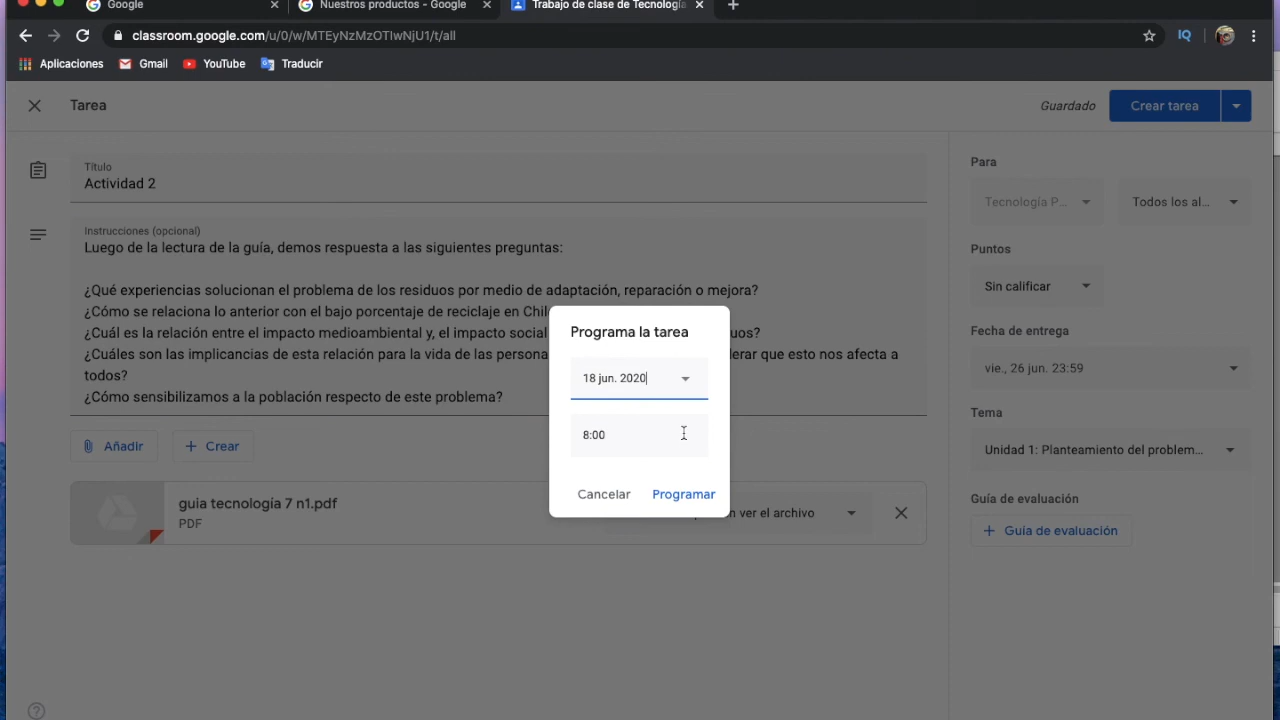 Google
Nuestros productos - Google
Trabajo de clase de Tecnología
classroom.google.com/u/0/w/MTEyNzMzOTIwNjU1/t/all
IQ
Aplicaciones
Gmail
YouTube
Traducir
Tarea
Guardado
Crear tarea
Título
Actividad 2
Instrucciones (opcional)
Luego de la lectura de la guía, demos respuesta a las siguientes preguntas:
¿Qué experiencias solucionan el problema de los residuos por medio de adaptación, reparación o mejora?
¿Cómo se relaciona lo anterior con el bajo porcentaje de reciclaje en Chil
¿Cuál es la relación entre el impacto medioambiental y, el impacto social uos?
¿Cuáles son las implicancias de esta relación para la vida de las persona lerar que esto nos afecta a
todos?
¿Cómo sensibilizamos a la población respecto de este problema?
Añadir
Crear
guia tecnología 7 n1.pdf
PDF
n ver el archivo
Programa la tarea
18 jun. 2020
8:00
Cancelar
Programar
Para
Tecnología P...
Todos los al...
Puntos
Sin calificar
Fecha de entrega
vie., 26 jun. 23:59
Tema
Unidad 1: Planteamiento del problem...
Guía de evaluación
Guía de evaluación